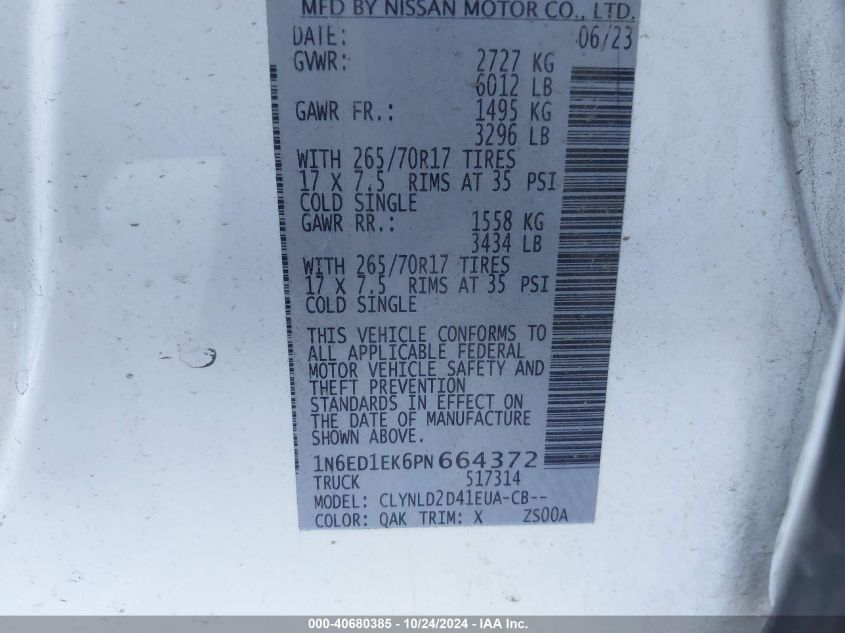 MFD BY NISSAN MOTOR CO., LTD.
DATE: 06/23
GVWR: 2727 KG
6012 LB
GAWR FR.: 1495 KG
3296 LB
WITH 265/70R17 TIRES
17 X 7.5 RIMS AT 35 PSI
COLD SINGLE
GAWR RR.: 1558 KG
3434 LB
WITH 265/70R17 TIRES
17 X 7.5 RIMS AT 35 PSI
COLD SINGLE
THIS VEHICLE CONFORMS TO
ALL APPLICABLE FEDERAL
MOTOR VEHICLE SAFETY AND
THEFT PREVENTION
STANDARDS IN EFFECT ON
THE DATE OF MANUFACTURE
SHOWN ABOVE.
1N6ED1EK6PN664372
TRUCK 517314
MODEL: CLYNLD2D41EUA-CB--
COLOR: QAK TRIM: X ZS00A
000-40680385 - 10/24/2024 - IAA Inc.